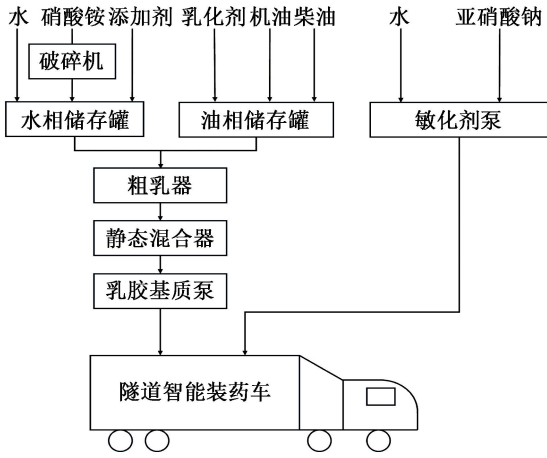 水 硝酸铵 添加剂 乳化剂 机油 柴油 水 亚硝酸钠
破碎机
水相储存罐 油相储存罐 敏化剂泵
粗乳器
静态混合器
乳胶基质泵
隧道智能装药车